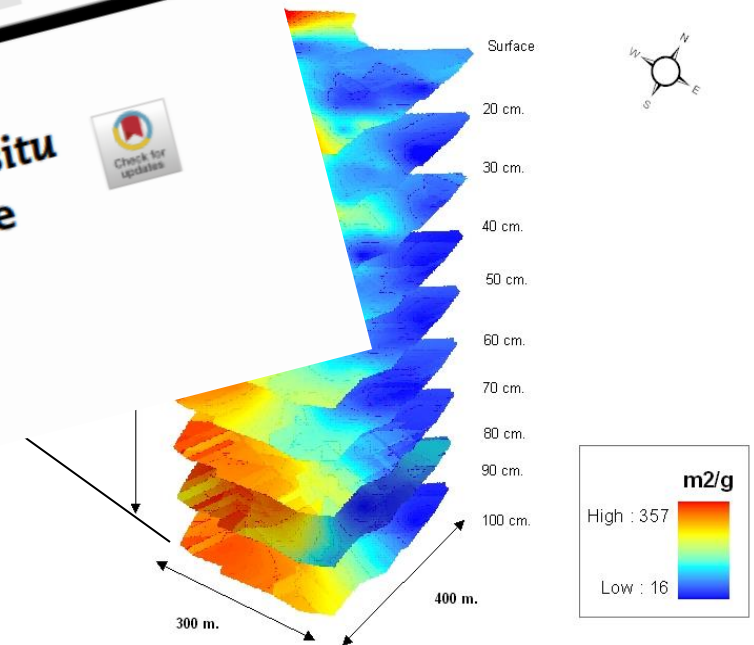 situ
e
Check for
updates
Surface
20 cm.
30 cm.
40 cm.
50 cm.
60 cm.
70 cm.
80 cm.
90 cm.
100 cm.
N
W
E
S
m2/g
High : 357
Low : 16
300 m.
400 m.